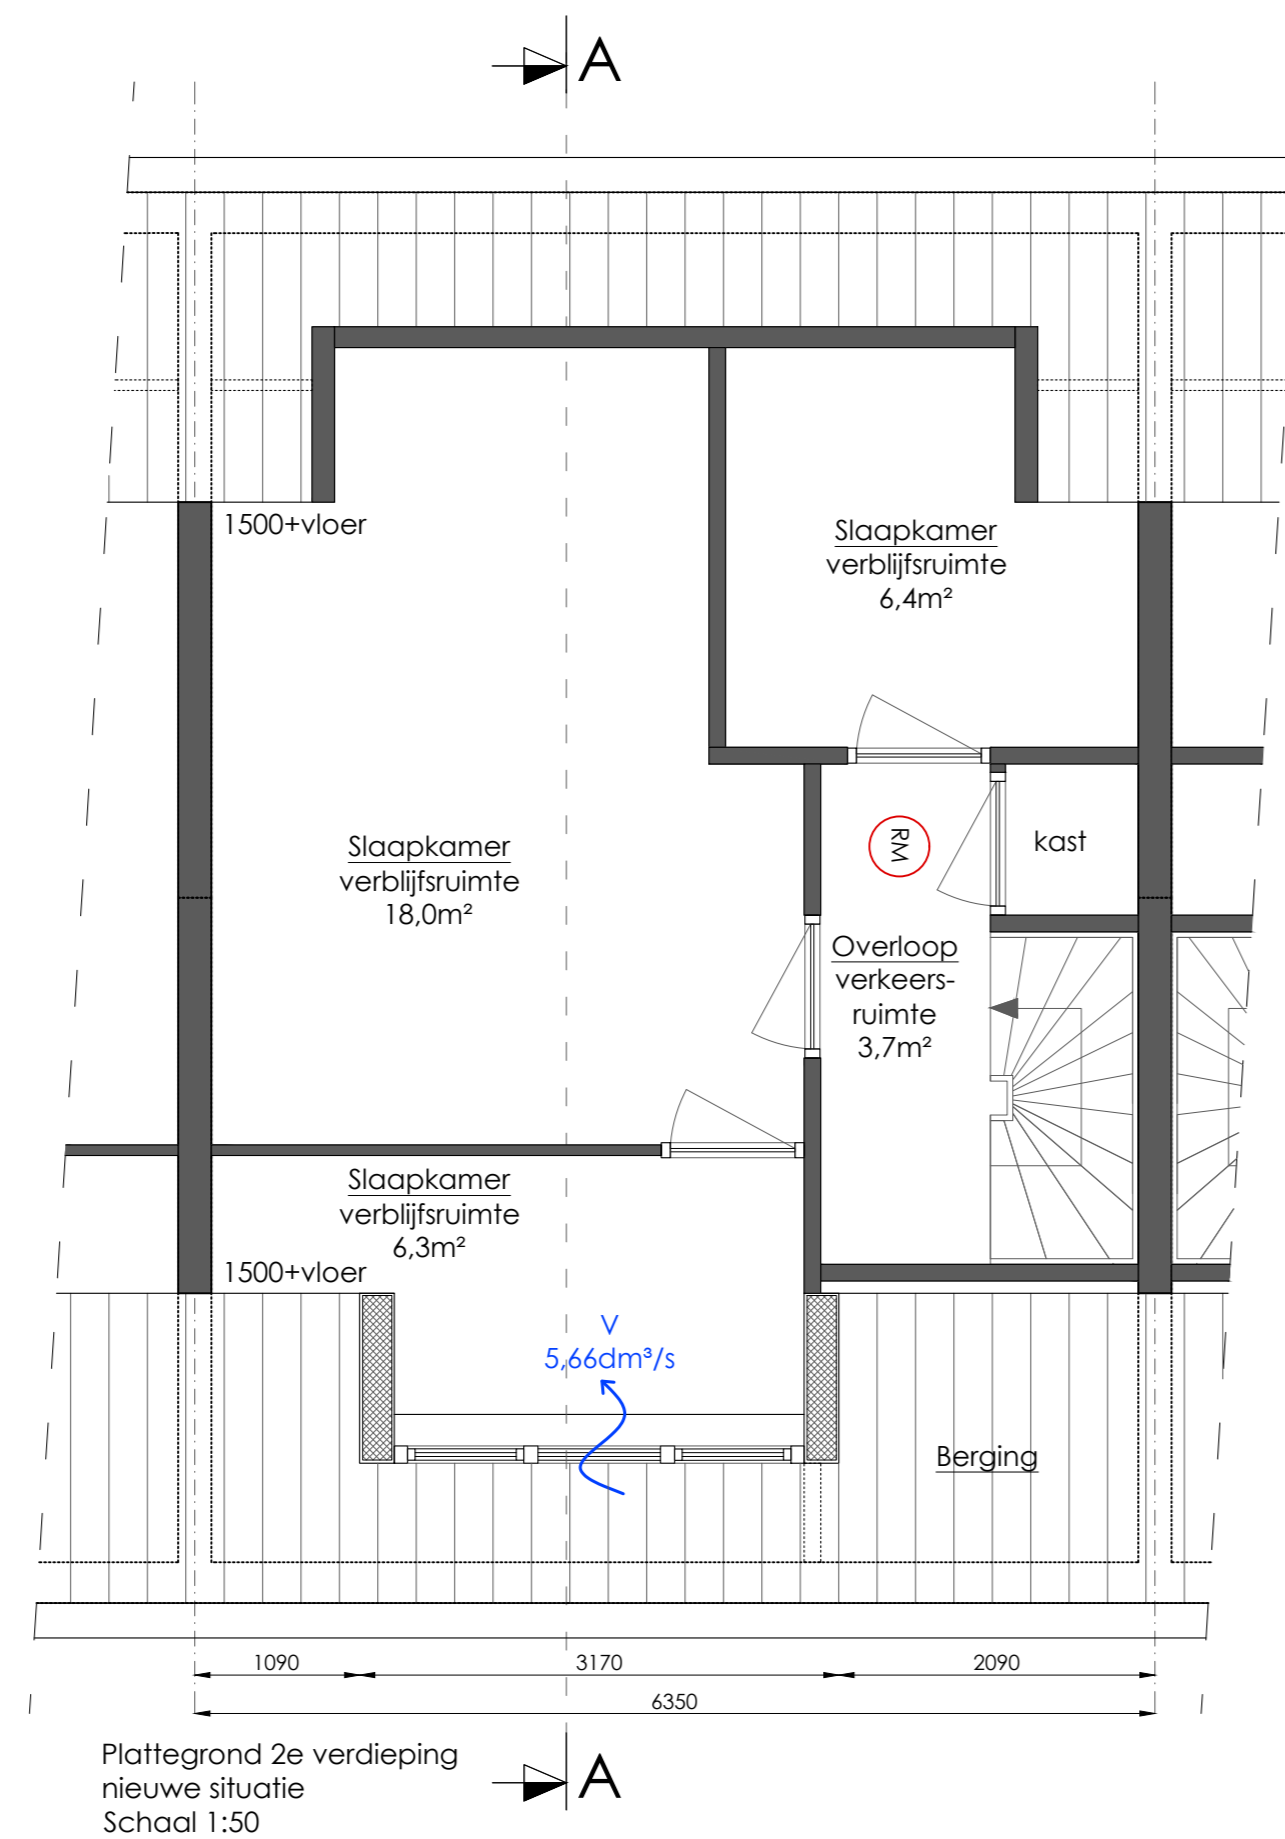 A
1500+vloer
Slaapkamer
verblijfsruimte
6,4m²
Slaapkamer
verblijfsruimte
18,0m²
RM
kast
Overloop
verkeers-
ruimte
3,7m²
Slaapkamer
verblijfsruimte
6,3m²
1500+vloer
V
5,66dm³/s
Berging
1090
3170
2090
6350
Plattegrond 2e verdieping
nieuwe situatie
Schaal 1:50
A